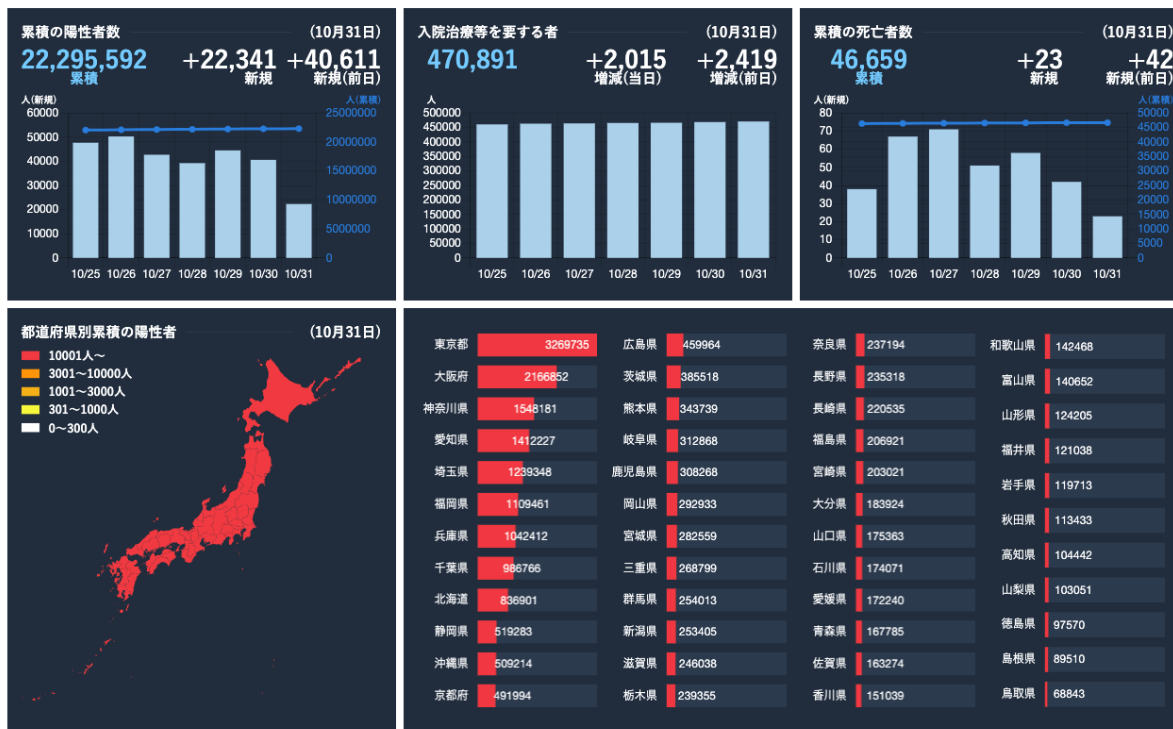 累積の陽性者数 (10月31日)
22,295,592 +22,341 +40,611
累積 新規 新規(前日)
人(新規) 人(累積)
60000 25000000
50000 20000000
40000 15000000
30000 10000000
20000 5000000
10000
0 0
10/25 10/26 10/27 10/28 10/29 10/30 10/31
入院治療等を要する者 (10月31日)
470,891 +2,015 +2,419
増減(当日) 増減(前日)
人
500000
450000
400000
350000
300000
250000
200000
150000
100000
50000
0
10/25 10/26 10/27 10/28 10/29 10/30 10/31
累積の死亡者数 (10月31日)
46,659 +23 +42
累積 新規 新規(前日)
人(新規) 人(累積)
80 50000
70 45000
60 40000
50 35000
40 30000
30 25000
20 20000
10 15000
0 10000
5000
0
10/25 10/26 10/27 10/28 10/29 10/30 10/31
都道府県別累積の陽性者 (10月31日)
10001人～
3001～10000人
1001～3000人
301～1000人
0～300人
東京都 3269735
大阪府 2166852
神奈川県 1548181
愛知県 1412227
埼玉県 1239348
福岡県 1109461
兵庫県 1042412
千葉県 986766
北海道 836901
静岡県 519283
沖縄県 509214
京都府 491994
広島県 459964
茨城県 385518
熊本県 343739
岐阜県 312868
鹿児島県 308268
岡山県 292933
宮城県 282559
三重県 268799
群馬県 254013
新潟県 253405
滋賀県 246038
栃木県 239355
奈良県 237194
長野県 235318
長崎県 220535
福島県 206921
宮崎県 203021
大分県 183924
山口県 175363
石川県 174071
愛媛県 172240
青森県 167785
佐賀県 163274
香川県 151039
和歌山県 142468
富山県 140652
山形県 124205
福井県 121038
岩手県 119713
秋田県 113433
高知県 104442
山梨県 103051
徳島県 97570
島根県 89510
鳥取県 68843